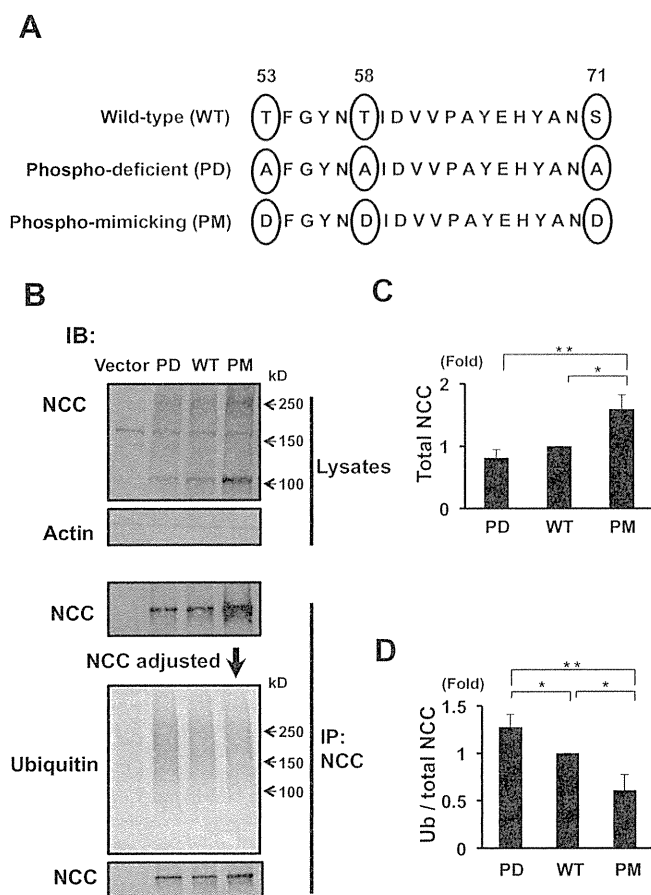 A
53 58 71
Wild-type (WT) T F G Y N T I D V V P A Y E H Y A N S
Phospho-deficient (PD) A F G Y N A I D V V P A Y E H Y A N A
Phospho-mimicking (PM) D F G Y N D I D V V P A Y E H Y A N D
B
IB:
Vector PD WT PM
kD
NCC
250
150
100
Lysates
Actin
NCC
NCC adjusted
kD
Ubiquitin
250
150
100
IP:
NCC
NCC
C
(Fold)
**
*
Total NCC
2
1
0
PD WT PM
D
(Fold)
**
* *
Ub / total NCC
1.5
1
0.5
0
PD WT PM